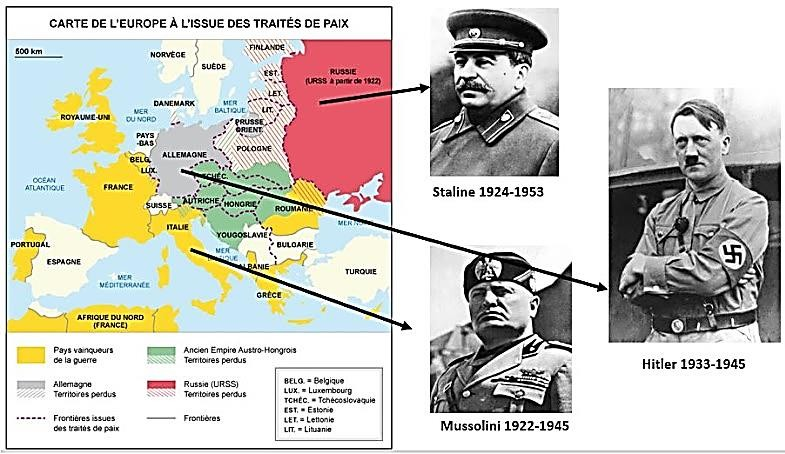 CARTE DE L'EUROPE À L'ISSUE DES TRAITÉS DE PAIX
500 km
NORVÈGE
FINLANDE
SUÈDE
EST.
RUSSIE
(URSS à partir de 1922)
LET.
DANEMARK
MER
BALTIQUE
LIT.
MER
DU NORD
ROYAUME-UNI
PRUSSE
ORIENT.
PAYS
-BAS
ALLEMAGNE
POLOGNE
BELG.
LUX.
TCHÉC.
OCÉAN
ATLANTIQUE
FRANCE
SUISSE
AUTRICHE
HONGRIE
ROUMANIE
ITALIE
YOUGOSLAVIE
MER NO
BULGARIE
PORTUGAL
ESPAGNE
MER
ALBANIE
TURQUIE
MER
MÉDITERRANÉE
GRÈCE
AFRIQUE DU NORD
(FRANCE)
Pays vainqueurs
de la guerre
Ancien Empire Austro-Hongrois
Territoires perdus
Allemagne
Territoires perdus
Russie (URSS)
Territoires perdus
Frontières issues
des traités de paix
Frontières
BELG. = Belgique
LUX. = Luxembourg
TCHÉC. = Tchécoslovaquie
EST. = Estonie
LET. = Lettonie
LIT. = Lituanie
Staline 1924-1953
Hitler 1933-1945
Mussolini 1922-1945